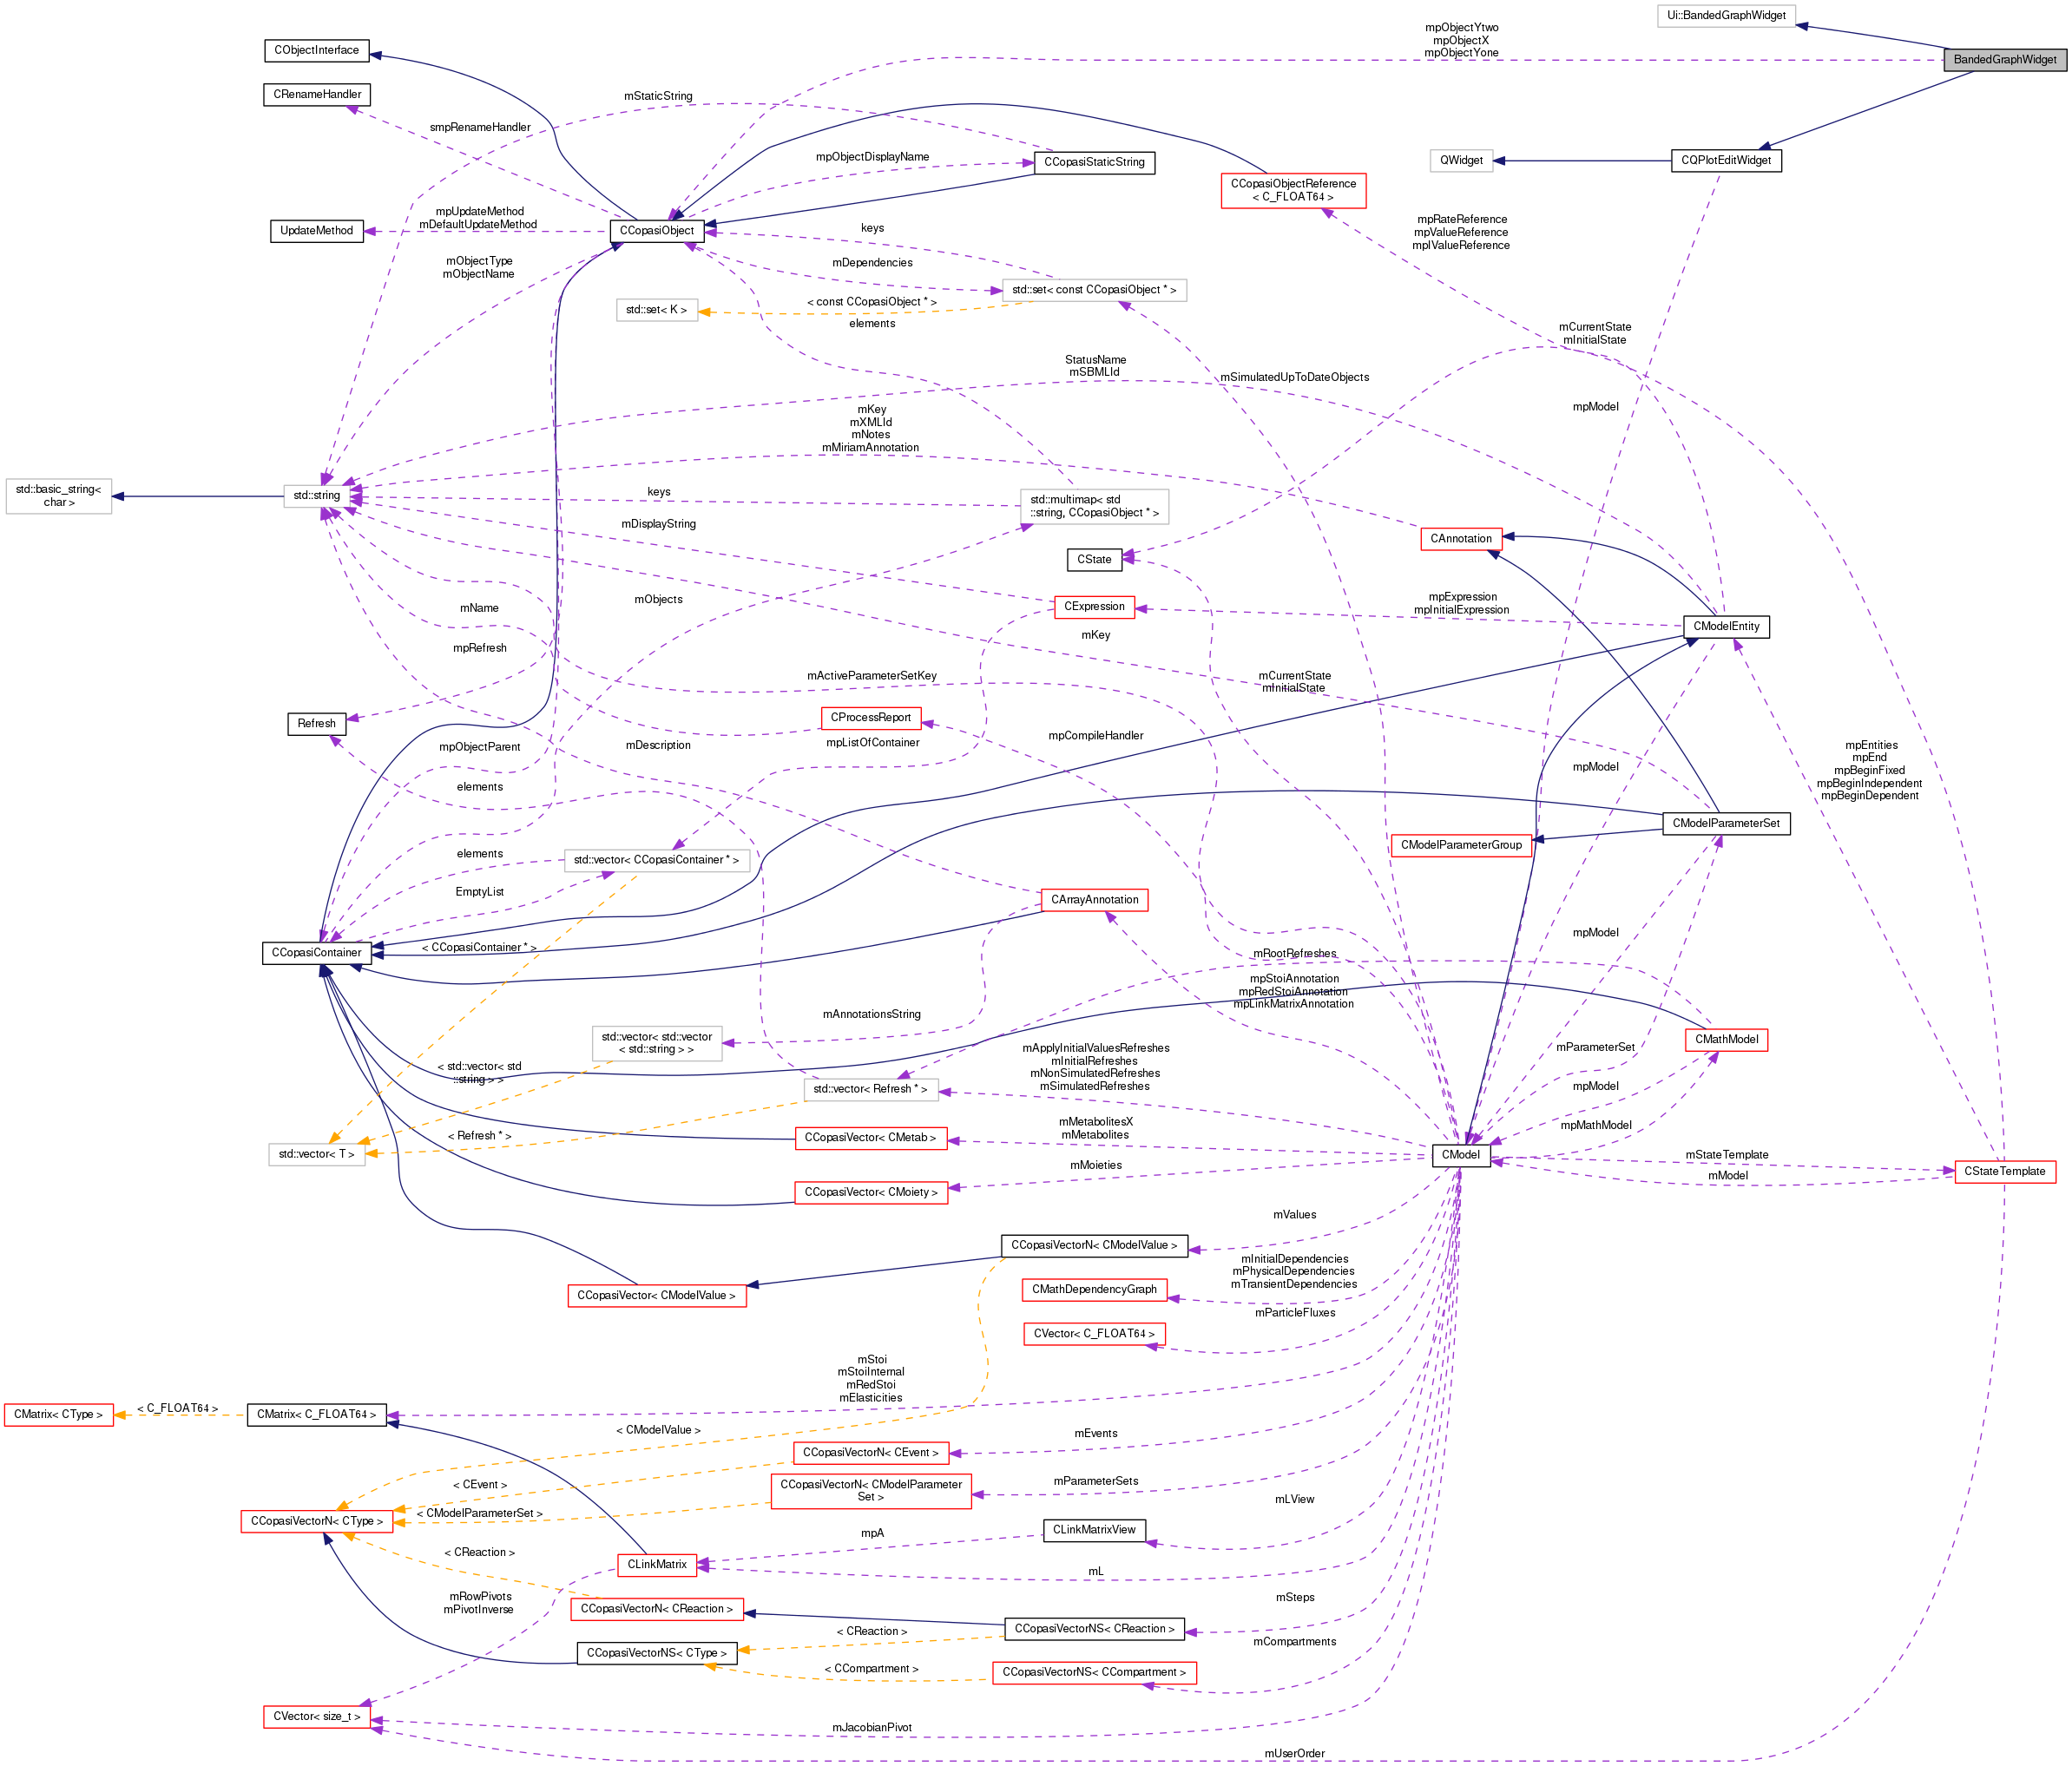 Ui::BandedGraphWidget
mpObjectYtwo
mpObjectX
mpObjectYone
CObjectInterface
BandedGraphWidget
CRenameHandler
mStaticString
smpRenameHandler
mpObjectDisplayName
CCopasiStaticString
QWidget
CQPlotEditWidget
CCopasiObjectReference
< C_FLOAT64 >
mpUpdateMethod
mDefaultUpdateMethod
UpdateMethod
CCopasiObject
keys
mpRateReference
mpValueReference
mpIValueReference
mObjectType
mObjectName
mDependencies
std::set< const CCopasiObject * >
std::set< K >
< const CCopasiObject * >
elements
mCurrentState
mInitialState
StatusName
mSBMLId
mSimulatedUpToDateObjects
mpModel
mKey
mXMLId
mNotes
mMiriamAnnotation
std::basic_string<
char >
std::string
keys
std::multimap< std
::string, CCopasiObject * >
mDisplayString
CAnnotation
CState
mObjects
mName
CExpression
mpExpression
mpInitialExpression
CModelEntity
mKey
mpRefresh
mActiveParameterSetKey
mCurrentState
mInitialState
Refresh
CProcessReport
mpObjectParent
mDescription
mpListOfContainer
mpCompileHandler
mpModel
mpEntities
mpEnd
mpBeginFixed
mpBeginIndependent
mpBeginDependent
elements
CModelParameterSet
CModelParameterGroup
elements
std::vector< CCopasiContainer * >
EmptyList
CArrayAnnotation
mpModel
CCopasiContainer
< CCopasiContainer * >
mRootRefreshes
mpStoiAnnotation
mpRedStoiAnnotation
mpLinkMatrixAnnotation
mAnnotationsString
std::vector< std::vector
< std::string > >
CMathModel
mApplyInitialValuesRefreshes
mInitialRefreshes
mNonSimulatedRefreshes
mSimulatedRefreshes
mParameterSet
< std::vector< std
::string > >
std::vector< Refresh * >
mpModel
mMetabolitesX
mMetabolites
mpMathModel
< Refresh * >
CCopasiVector< CMetab >
std::vector< T >
CModel
mStateTemplate
mMoieties
mModel
CStateTemplate
CCopasiVector< CMoiety >
mValues
CCopasiVectorN< CModelValue >
mInitialDependencies
mPhysicalDependencies
mTransientDependencies
CMathDependencyGraph
CCopasiVector< CModelValue >
mParticleFluxes
CVector< C_FLOAT64 >
mStoi
mStoiInternal
mRedStoi
mElasticities
CMatrix< CType >
< C_FLOAT64 >
CMatrix< C_FLOAT64 >
< CModelValue >
mEvents
CCopasiVectorN< CEvent >
< CEvent >
mParameterSets
CCopasiVectorN< CModelParameter
Set >
CCopasiVectorN< CType >
< CModelParameterSet >
mLView
CLinkMatrixView
mpA
< CReaction >
CLinkMatrix
mL
mRowPivots
mPivotInverse
CCopasiVectorN< CReaction >
mSteps
CCopasiVectorNS< CReaction >
< CReaction >
mCompartments
CCopasiVectorNS< CType >
< CCompartment >
CCopasiVectorNS< CCompartment >
CVector< size_t >
mJacobianPivot
mUserOrder